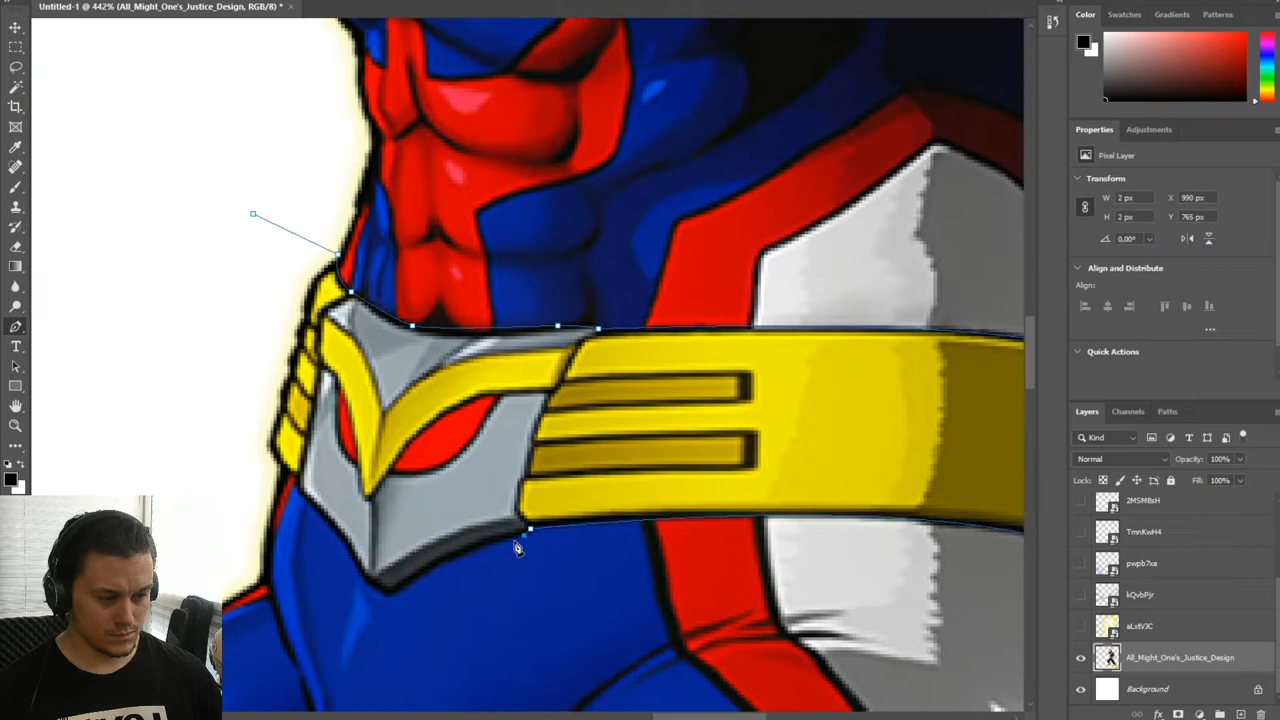 Untitled-1 @ 442% (All_Might_One's_Justice_Design, RGB/8) *
Color
Swatches
Gradients
Patterns
Properties
Adjustments
Pixel Layer
Transform
W 2 px
X 990 px
H 2 px
Y 765 px
0,00°
Align and Distribute
Align:
Quick Actions
Layers
Channels
Paths
Kind
Normal
Opacity: 100%
Lock:
Fill: 100%
2MSM8sH
TmnKwH4
pwpb7xe
kQvbPjr
aLxtVJC
All_Might_One's_Justice_Design
Background